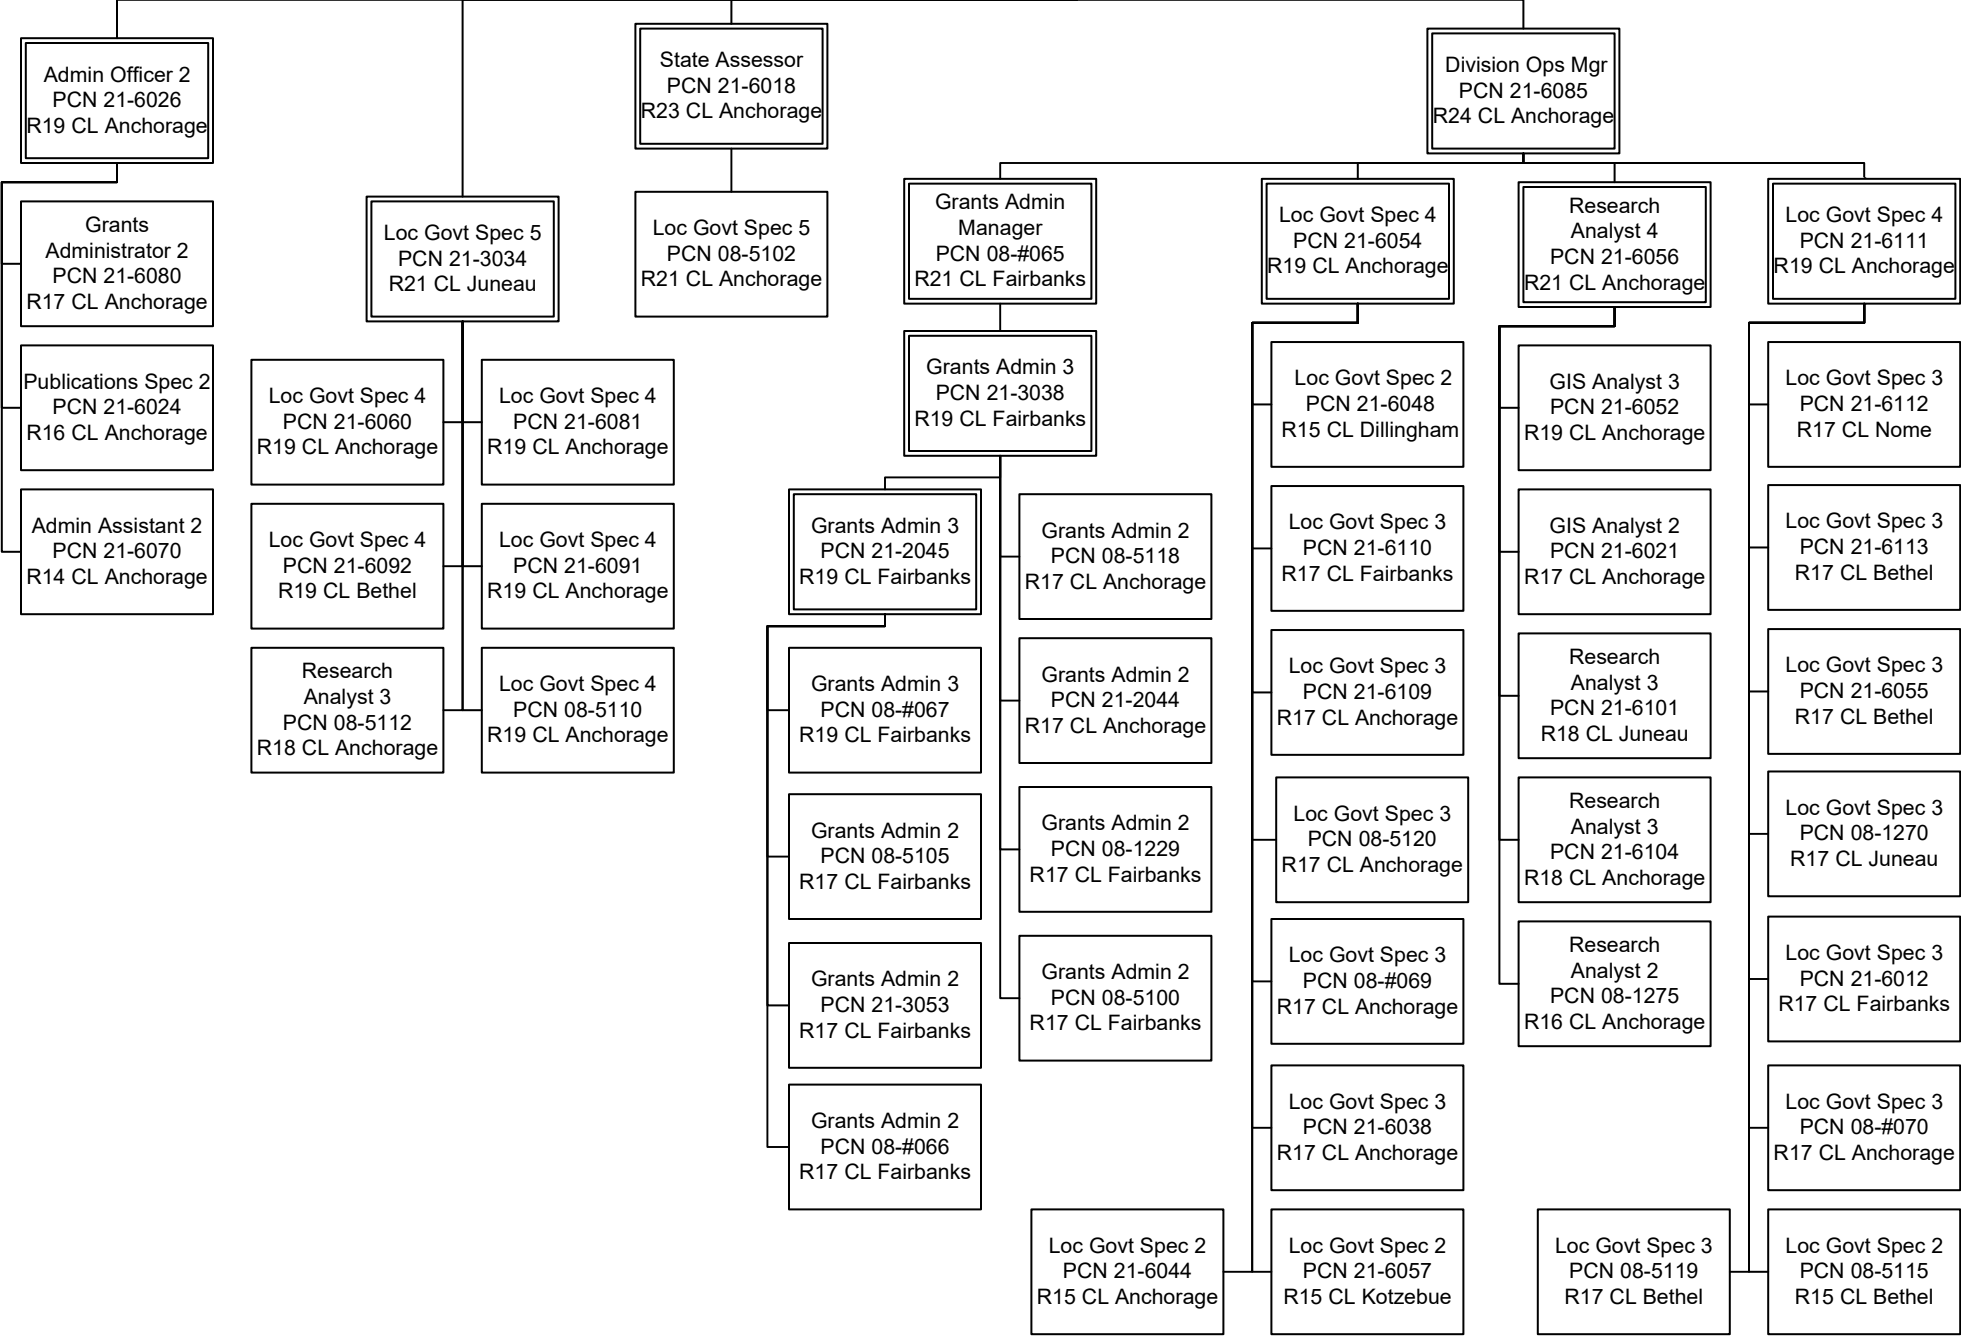 Admin Officer 2
PCN 21-6026
R19 CL Anchorage
Grants
Administrator 2
PCN 21-6080
R17 CL Anchorage
Publications Spec 2
PCN 21-6024
R16 CL Anchorage
Admin Assistant 2
PCN 21-6070
R14 CL Anchorage
Loc Govt Spec 5
PCN 21-3034
R21 CL Juneau
Loc Govt Spec 4
PCN 21-6060
R19 CL Anchorage
Loc Govt Spec 4
PCN 21-6081
R19 CL Anchorage
Loc Govt Spec 4
PCN 21-6092
R19 CL Bethel
Loc Govt Spec 4
PCN 21-6091
R19 CL Anchorage
Research
Analyst 3
PCN 08-5112
R18 CL Anchorage
Loc Govt Spec 4
PCN 08-5110
R19 CL Anchorage
State Assessor
PCN 21-6018
R23 CL Anchorage
Loc Govt Spec 5
PCN 08-5102
R21 CL Anchorage
Division Ops Mgr
PCN 21-6085
R24 CL Anchorage
Grants Admin
Manager
PCN 08-#065
R21 CL Fairbanks
Grants Admin 3
PCN 21-3038
R19 CL Fairbanks
Grants Admin 3
PCN 21-2045
R19 CL Fairbanks
Grants Admin 3
PCN 08-#067
R19 CL Fairbanks
Grants Admin 2
PCN 08-5105
R17 CL Fairbanks
Grants Admin 2
PCN 21-3053
R17 CL Fairbanks
Grants Admin 2
PCN 08-#066
R17 CL Fairbanks
Grants Admin 2
PCN 08-5118
R17 CL Anchorage
Grants Admin 2
PCN 21-2044
R17 CL Anchorage
Grants Admin 2
PCN 08-1229
R17 CL Fairbanks
Grants Admin 2
PCN 08-5100
R17 CL Fairbanks
Loc Govt Spec 4
PCN 21-6054
R19 CL Anchorage
Loc Govt Spec 2
PCN 21-6048
R15 CL Dillingham
Loc Govt Spec 3
PCN 21-6110
R17 CL Fairbanks
Loc Govt Spec 3
PCN 21-6109
R17 CL Anchorage
Loc Govt Spec 3
PCN 08-5120
R17 CL Anchorage
Loc Govt Spec 3
PCN 08-#069
R17 CL Anchorage
Loc Govt Spec 3
PCN 21-6038
R17 CL Anchorage
Loc Govt Spec 2
PCN 21-6044
R15 CL Anchorage
Loc Govt Spec 2
PCN 21-6057
R15 CL Kotzebue
Research
Analyst 4
PCN 21-6056
R21 CL Anchorage
GIS Analyst 3
PCN 21-6052
R19 CL Anchorage
GIS Analyst 2
PCN 21-6021
R17 CL Anchorage
Research
Analyst 3
PCN 21-6101
R18 CL Juneau
Research
Analyst 3
PCN 21-6104
R18 CL Anchorage
Research
Analyst 2
PCN 08-1275
R16 CL Anchorage
Loc Govt Spec 4
PCN 21-6111
R19 CL Anchorage
Loc Govt Spec 3
PCN 21-6112
R17 CL Nome
Loc Govt Spec 3
PCN 21-6113
R17 CL Bethel
Loc Govt Spec 3
PCN 21-6055
R17 CL Bethel
Loc Govt Spec 3
PCN 08-1270
R17 CL Juneau
Loc Govt Spec 3
PCN 21-6012
R17 CL Fairbanks
Loc Govt Spec 3
PCN 08-#070
R17 CL Anchorage
Loc Govt Spec 3
PCN 08-5119
R17 CL Bethel
Loc Govt Spec 2
PCN 08-5115
R15 CL Bethel